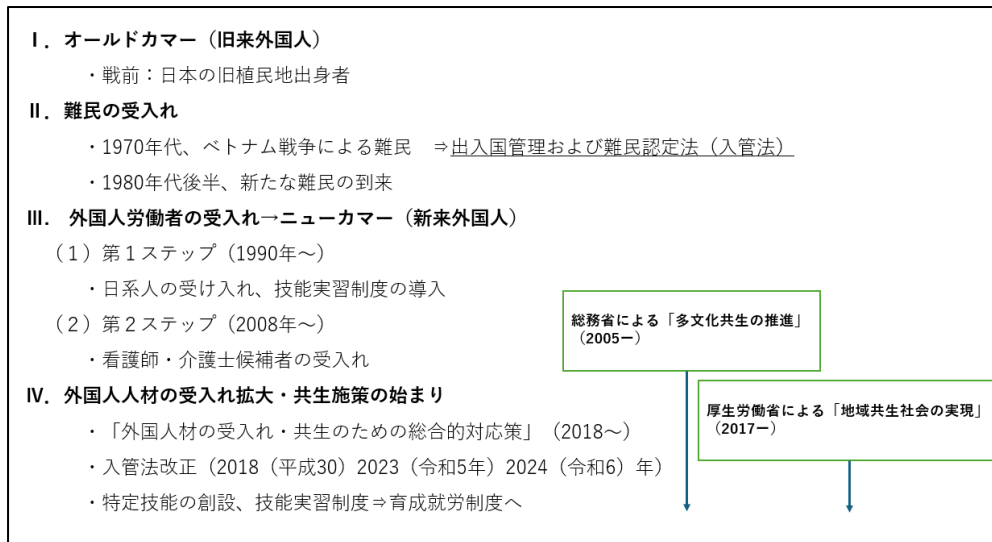 Ⅰ．オールドカマー（旧来外国人）
・戦前：日本の旧植民地出身者
Ⅱ．難民の受入れ
・1970年代、ベトナム戦争による難民　⇒出入国管理および難民認定法（入管法）
・1980年代後半、新たな難民の到来
Ⅲ．外国人労働者の受入れ→ニューカマー（新来外国人）
（１）第１ステップ（1990年～）
・日系人の受け入れ、技能実習制度の導入
（２）第２ステップ（2008年～）
・看護師・介護士候補者の受入れ
Ⅳ．外国人人材の受入れ拡大・共生施策の始まり
・「外国人材の受入れ・共生のための総合的対応策」（2018～）
・入管法改正（2018（平成30）2023（令和5年）2024（令和6）年）
・特定技能の創設、技能実習制度⇒育成就労制度へ
総務省による「多文化共生の推進」
（2005ー）
厚生労働省による「地域共生社会の実現」
（2017ー）